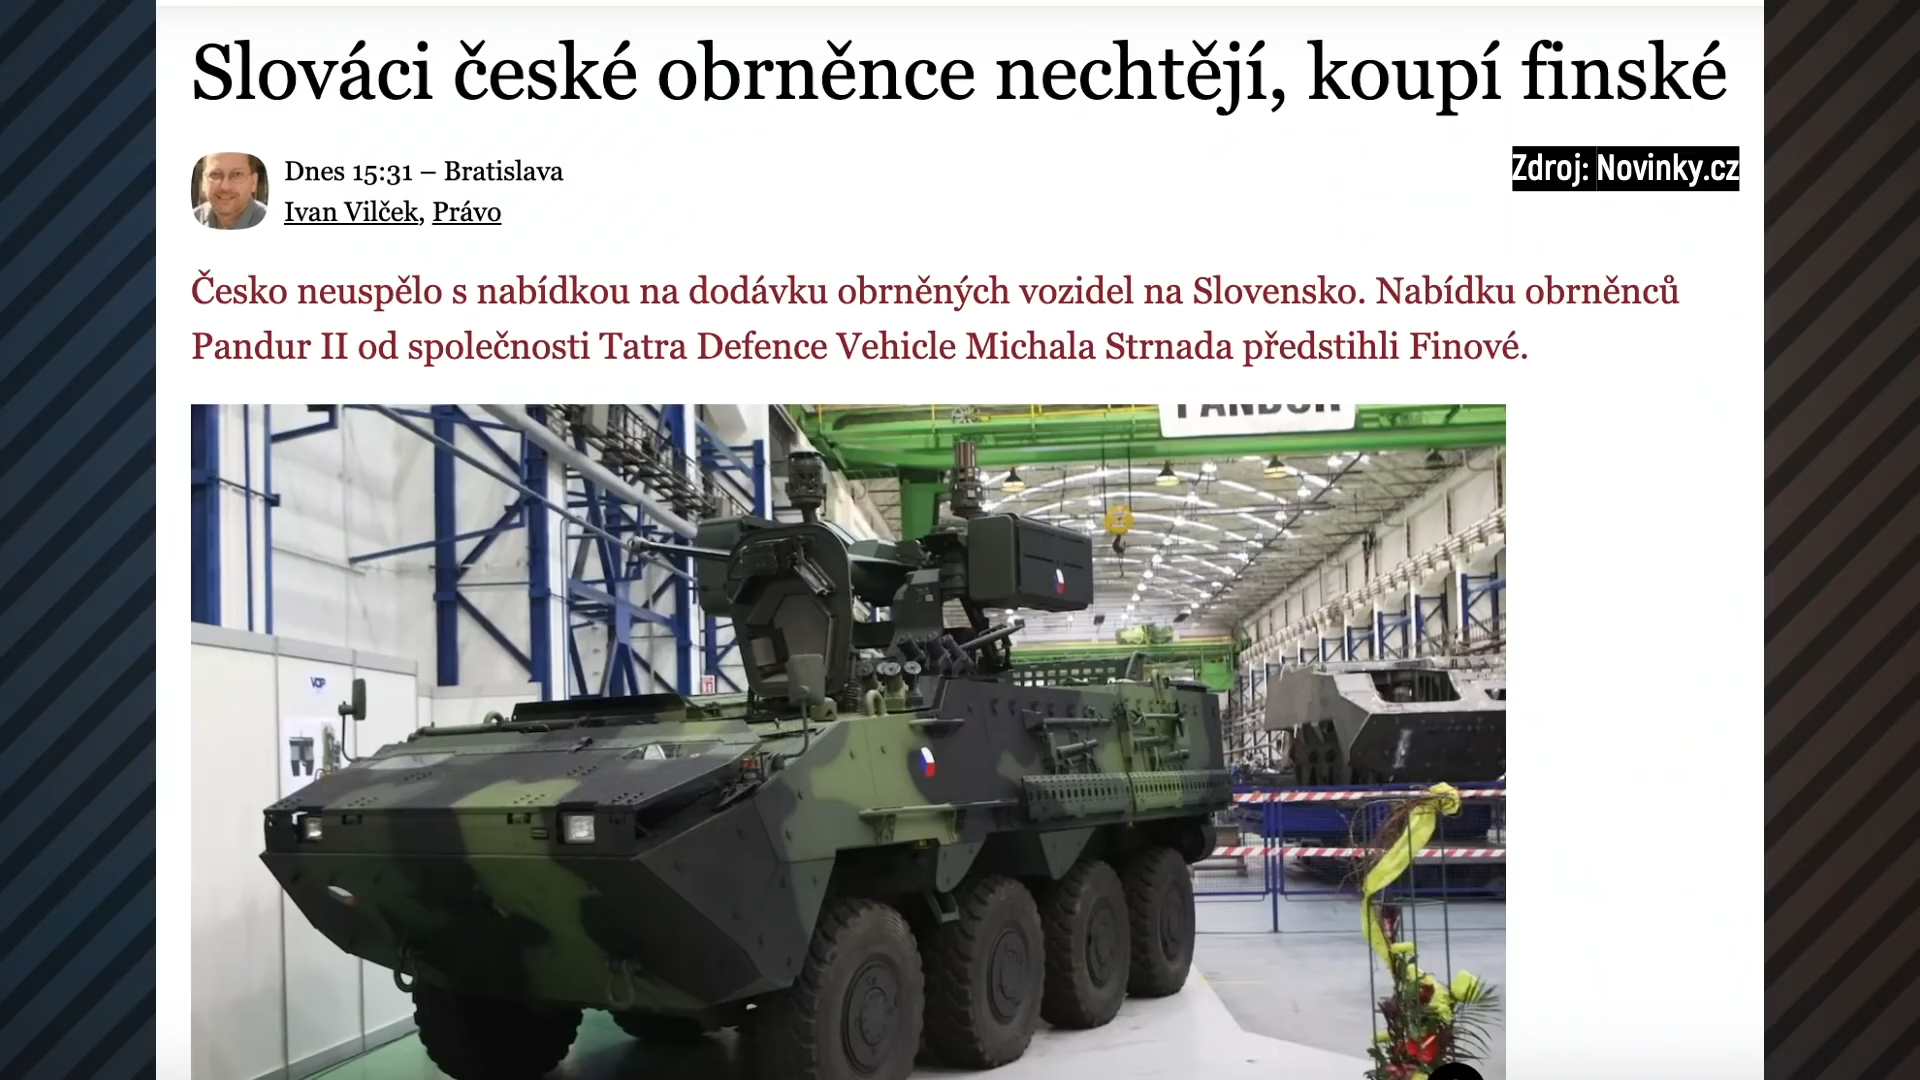 Slováci české obrněnce nechtějí, koupí finské
Dnes 15:31 – Bratislava
Zdroj: Novinky.cz
Ivan Vilček, Právo
Česko neuspělo s nabídkou na dodávku obrněných vozidel na Slovensko. Nabídku obrněnců
Pandur II od společnosti Tatra Defence Vehicle Michala Strnada předstihli Finové.
PANDUR
VOP